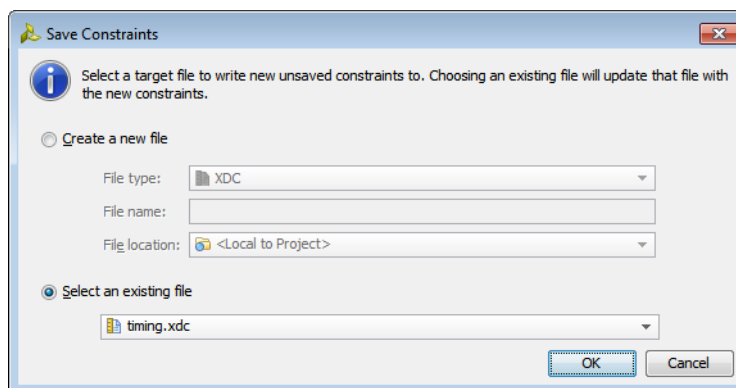 Save Constraints
Select a target file to write new unsaved constraints to. Choosing an existing file will update that file with
the new constraints.
Create a new file
File type: XDC
File name:
File location: <Local to Project>
Select an existing file
timing.xdc
OK Cancel